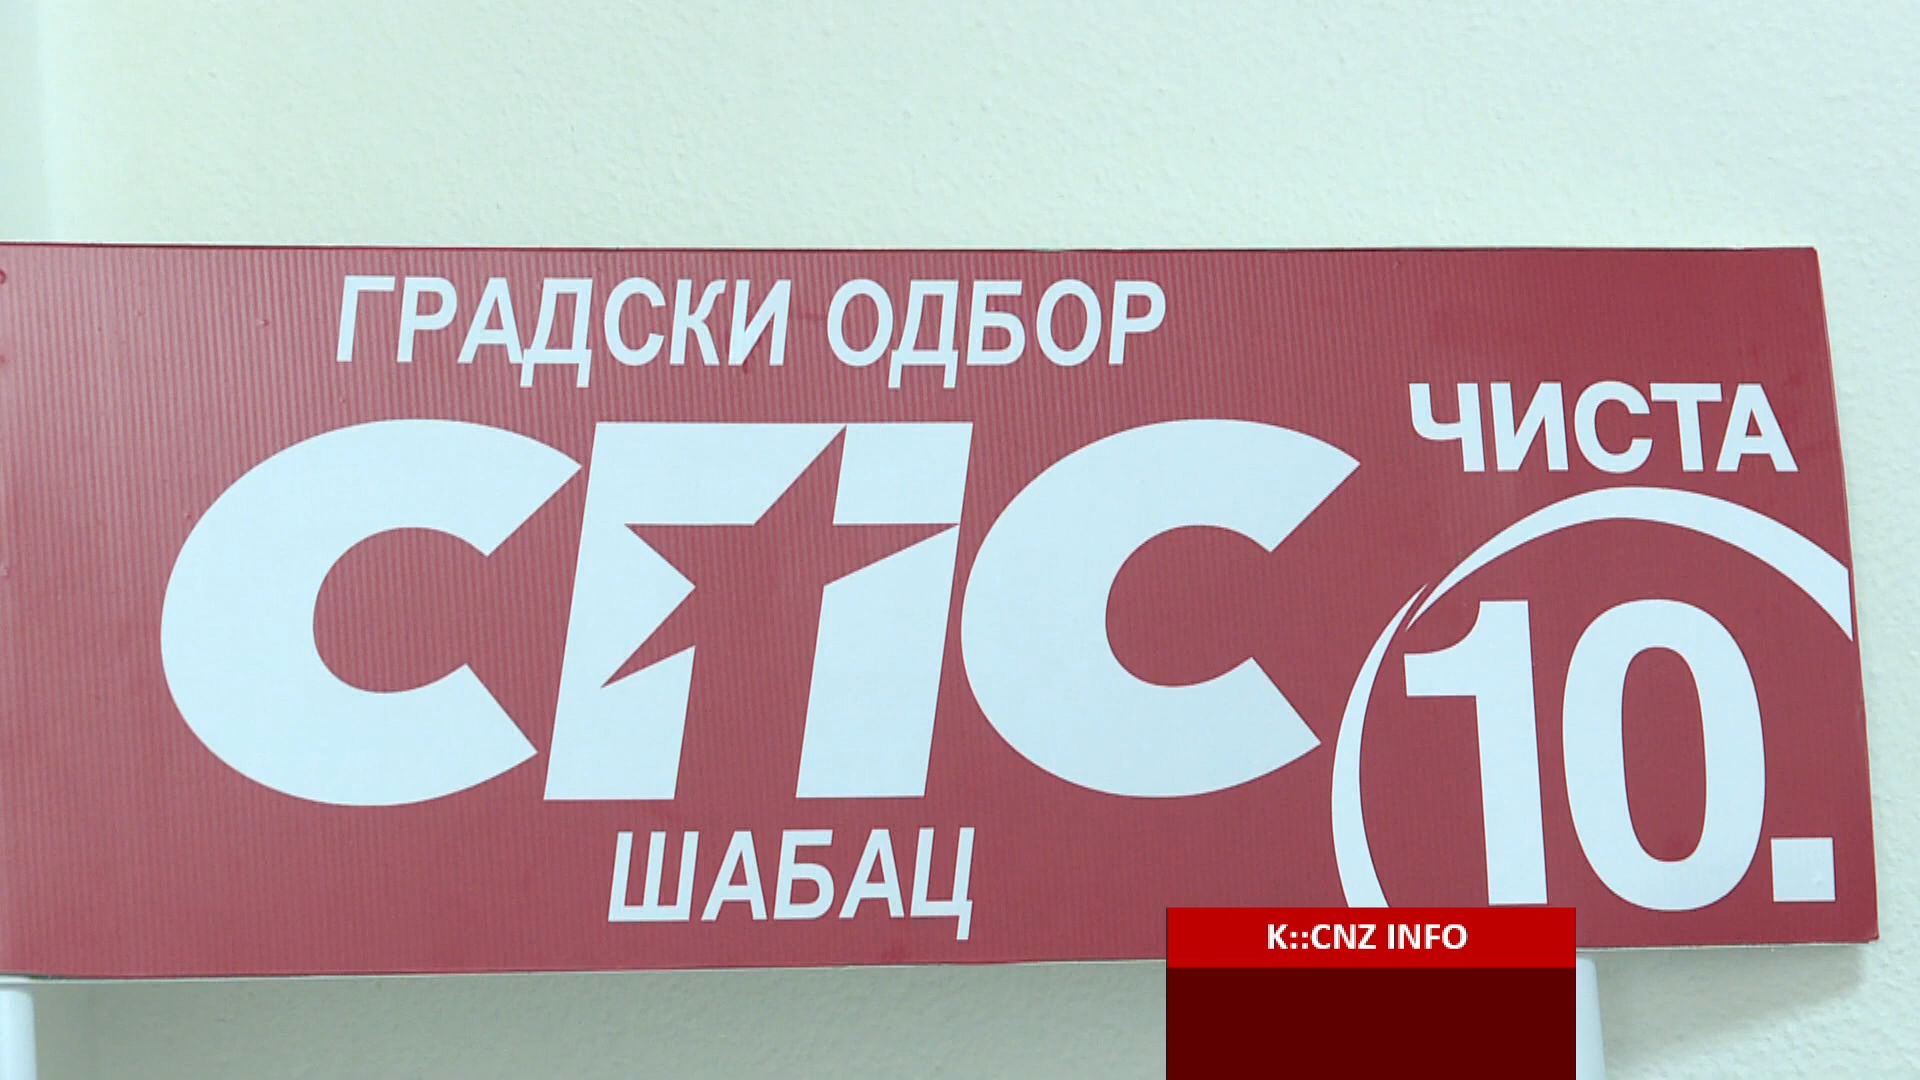 ГРАДСКИ ОДБОР
СПС
ШАБАЦ
ЧИСТА
10.
K::CNZ INFO